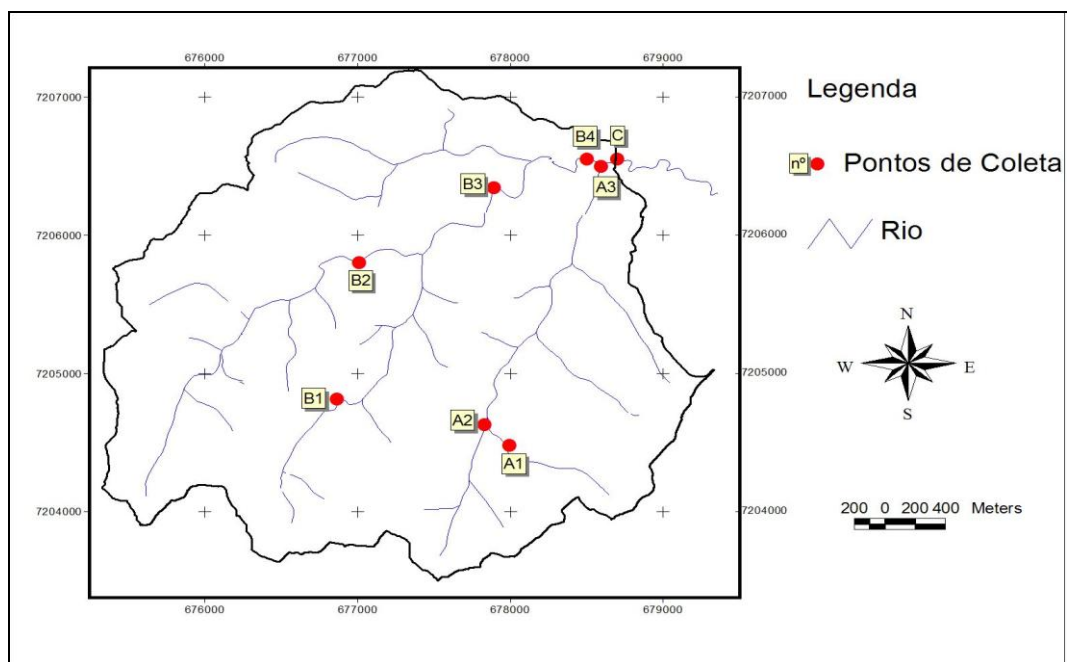 676000 677000 678000 679000
7207000 7207000
Legenda
B4 C
nº Pontos de Coleta
B3 A3
7206000 7206000
Rio
B2
N
W E
S
7205000 7205000
B1
A2
A1
7204000 7204000
200 0 200 400 Meters
676000 677000 678000 679000